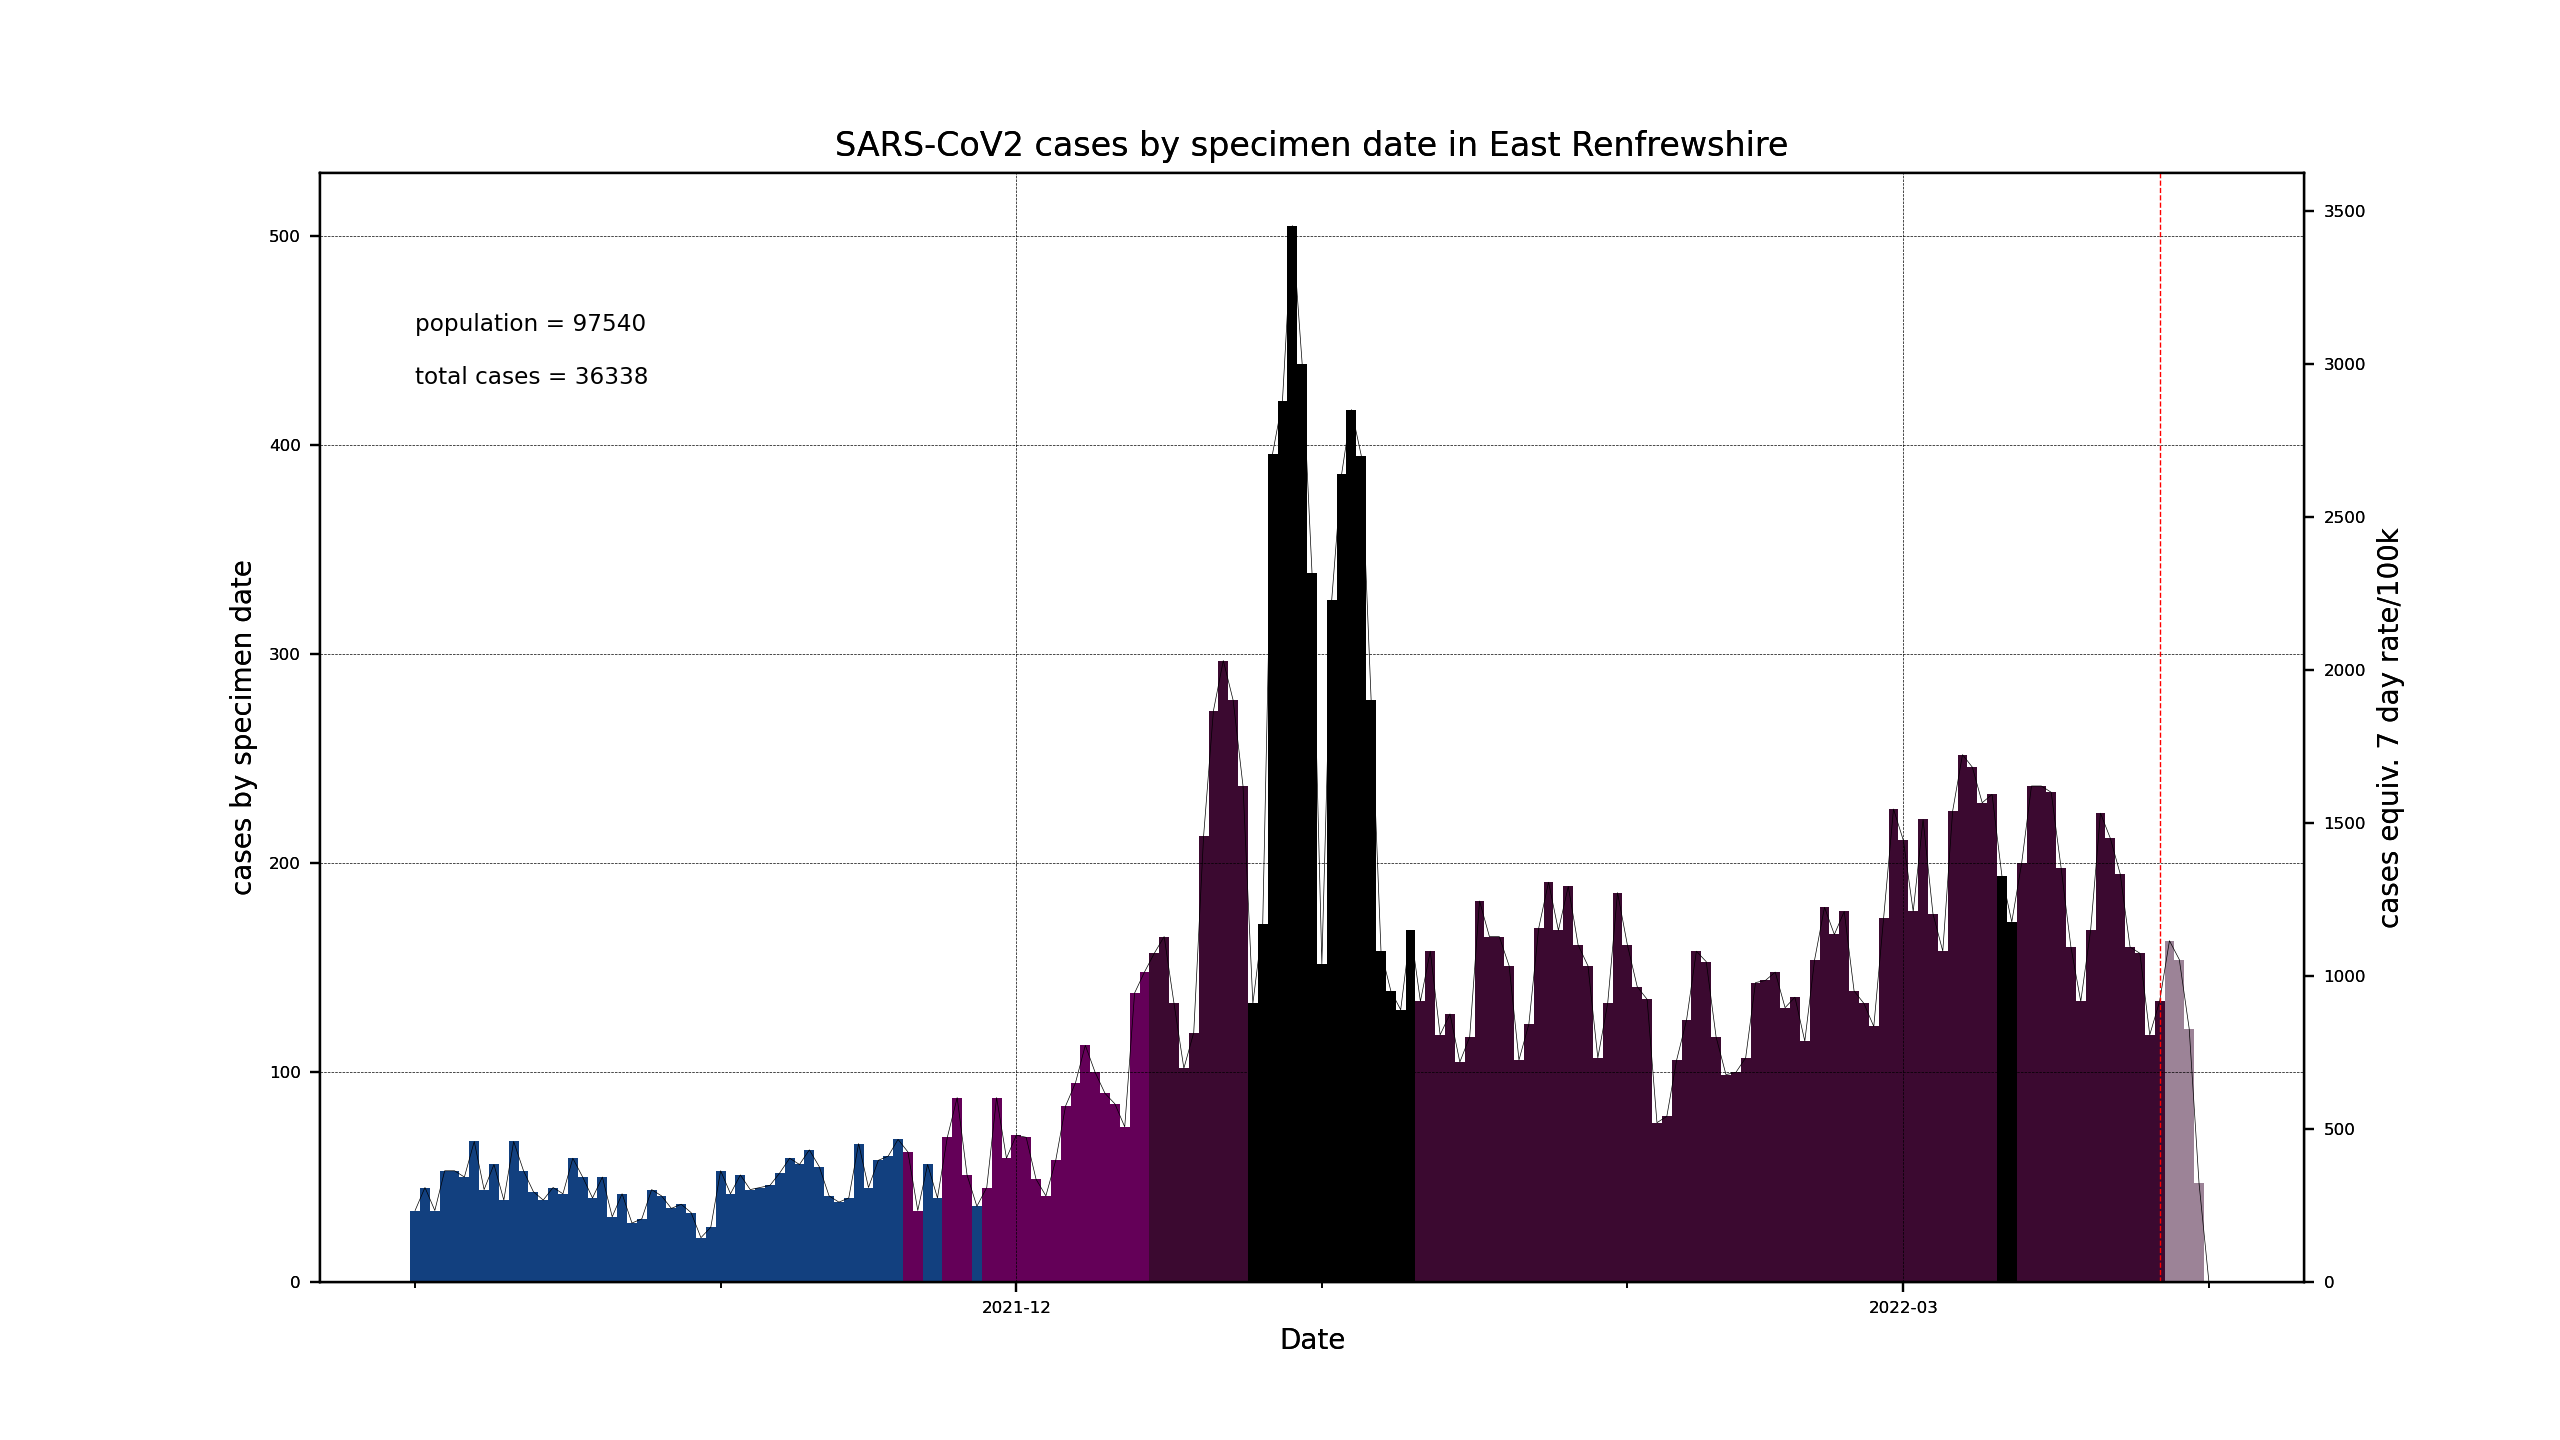 SARS-CoV2 cases by specimen date in East Renfrewshire
population = 97540
total cases = 36338
cases by specimen date
500
400
300
200
100
0
3500
3000
2500
2000
1500
1000
500
0
cases equiv. 7 day rate/100k
2021-12
2022-03
Date